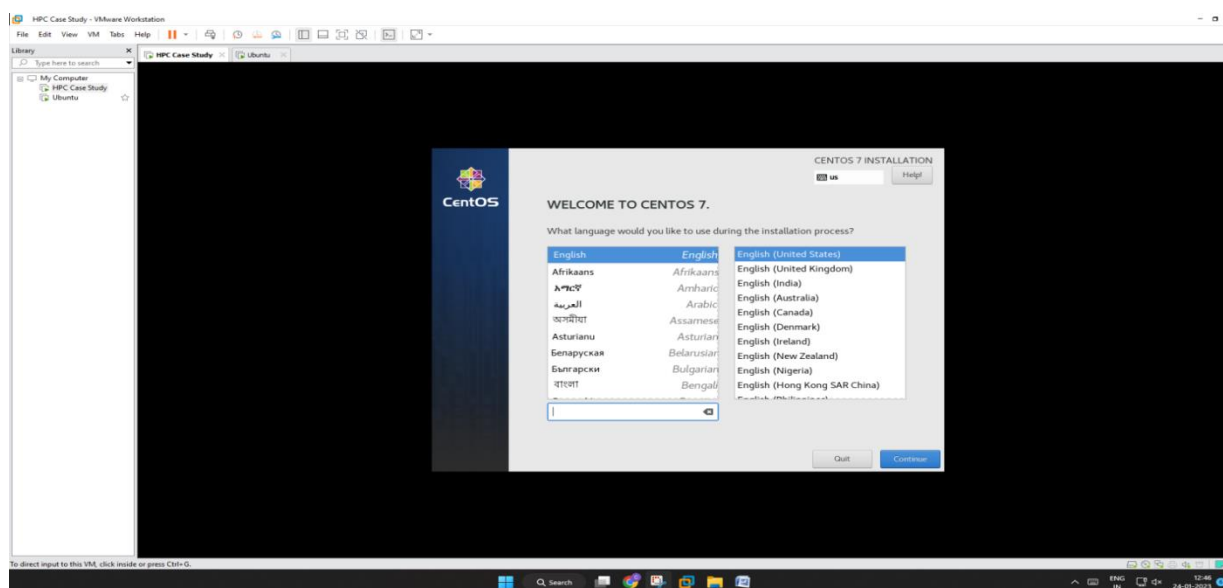 HPC Case Study - VMware Workstation
File Edit View VM Tabs Help
Library
Type here to search
My Computer
HPC Case Study
Ubuntu
HPC Case Study
Ubuntu
CentOS
CENTOS 7 INSTALLATION
us
Help!
WELCOME TO CENTOS 7.
What language would you like to use during the installation process?
English English
Afrikaans Afrikaans
አማርኛ Amharic
العربية Arabic
অসমীয়া Assamese
Asturianu Asturian
Беларуская Belarusian
Български Bulgarian
বাংলা Bengali
English (United States)
English (United Kingdom)
English (India)
English (Australia)
English (Canada)
English (Denmark)
English (Ireland)
English (New Zealand)
English (Nigeria)
English (Hong Kong SAR China)
English (Philippines)
Quit
Continue
To direct input to this VM, click inside or press Ctrl+G.
Search
ENG
IN
12:48
24-01-2023